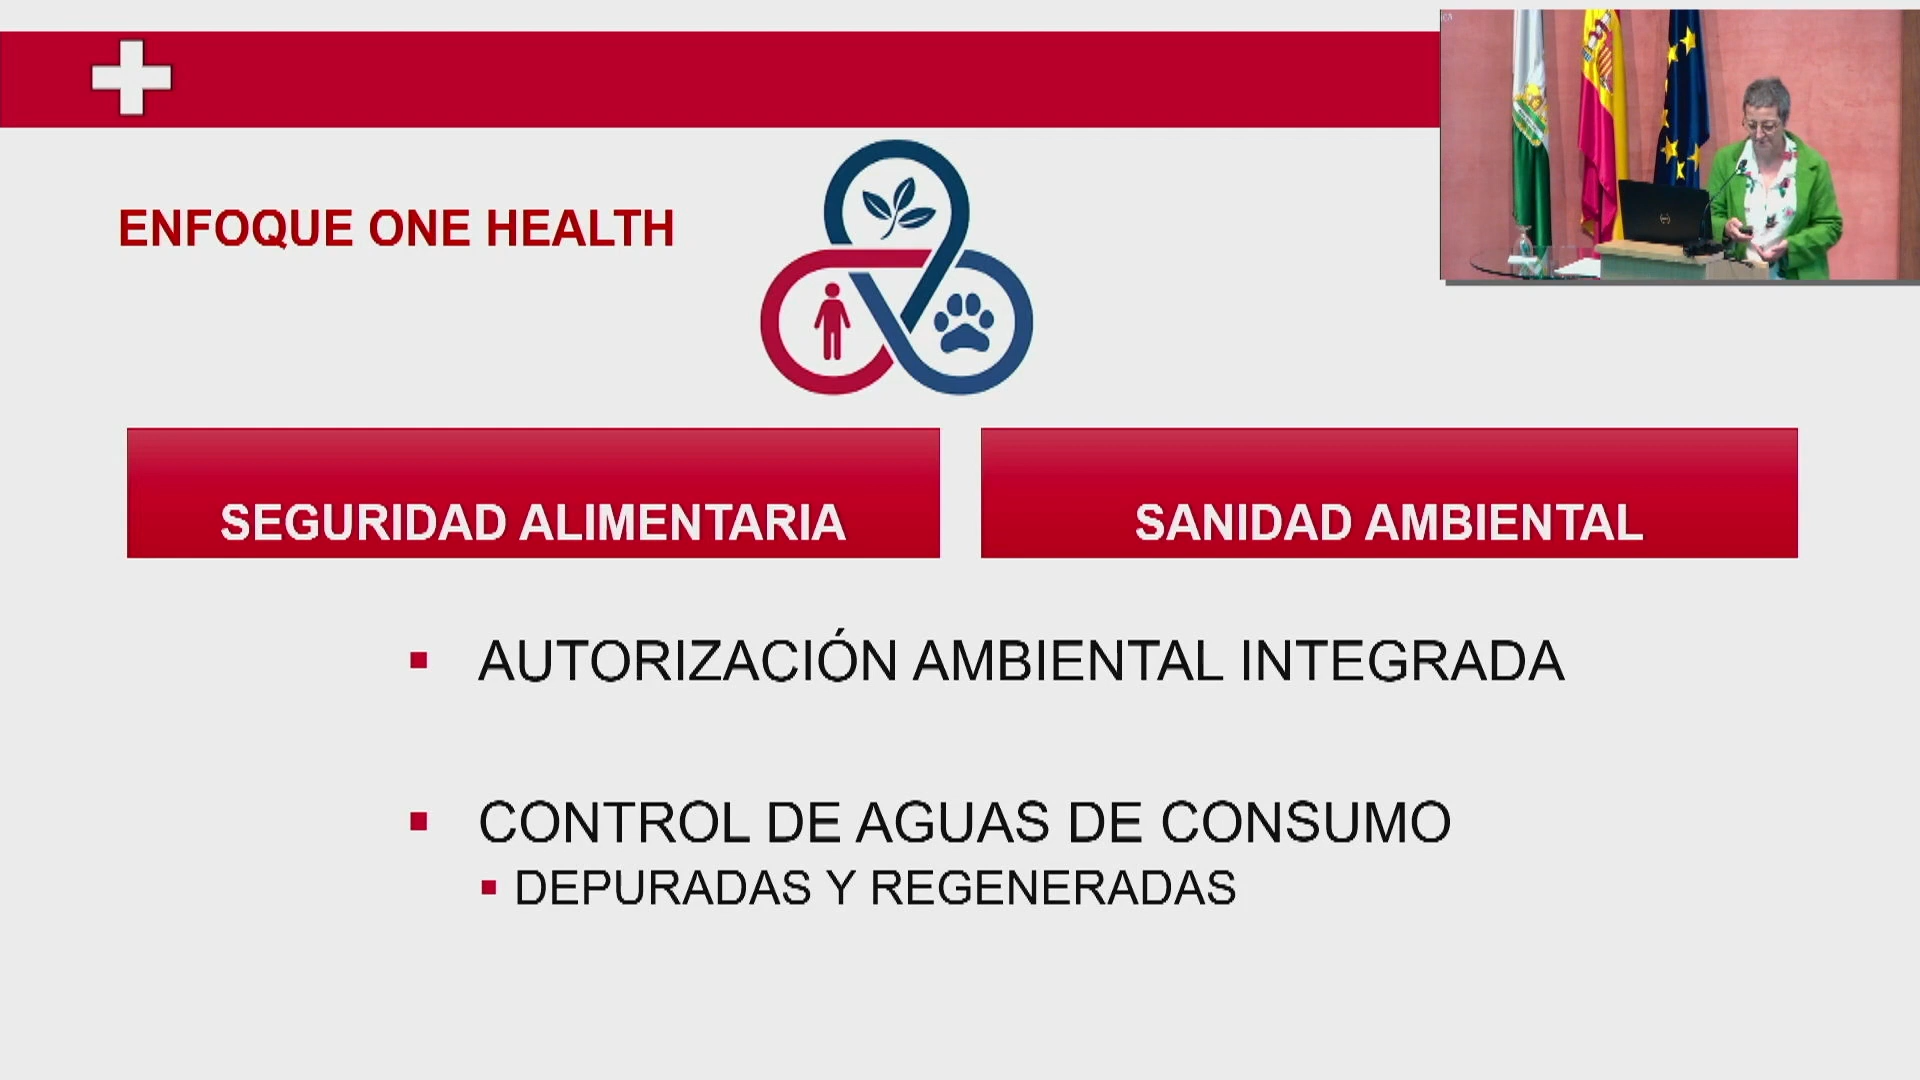 ENFOQUE ONE HEALTH
SEGURIDAD ALIMENTARIA
SANIDAD AMBIENTAL
AUTORIZACIÓN AMBIENTAL INTEGRADA
CONTROL DE AGUAS DE CONSUMO
DEPURADAS Y REGENERADAS